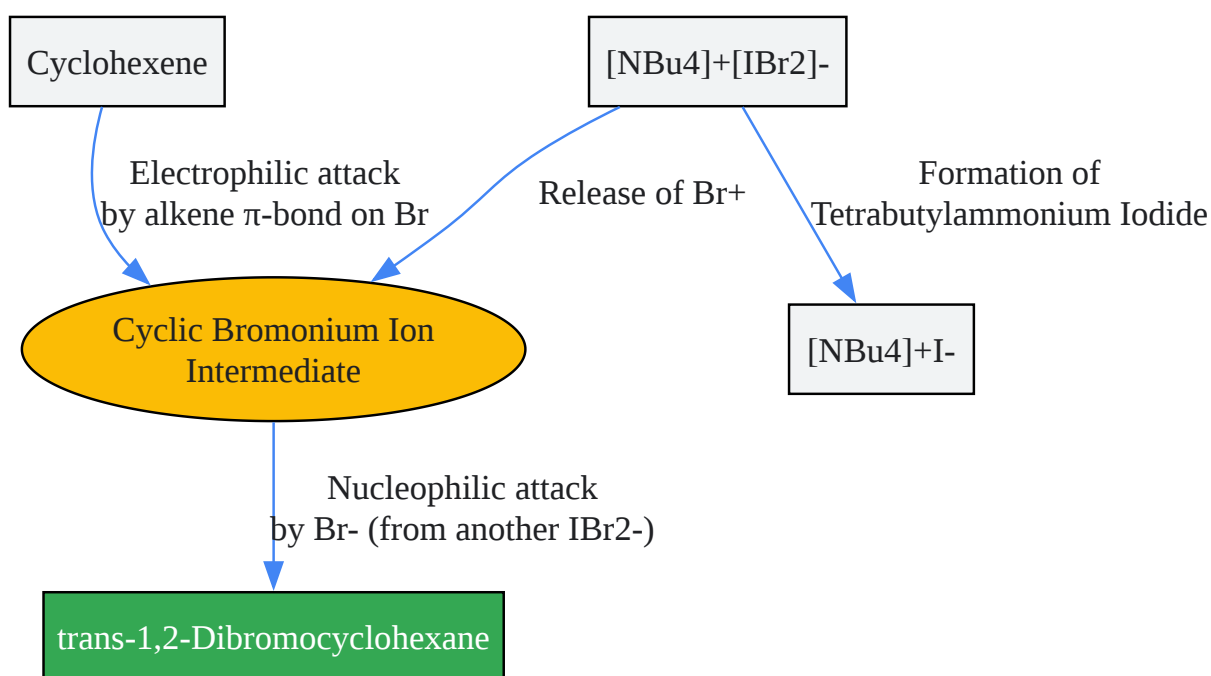 Cyclohexene
[NBu4]+[IBr2]-
Electrophilic attack
by alkene π-bond on Br
Release of Br+
Formation of
Tetrabutylammonium Iodide
Cyclic Bromonium Ion
Intermediate
[NBu4]+I-
Nucleophilic attack
by Br- (from another IBr2-)
trans-1,2-Dibromocyclohexane